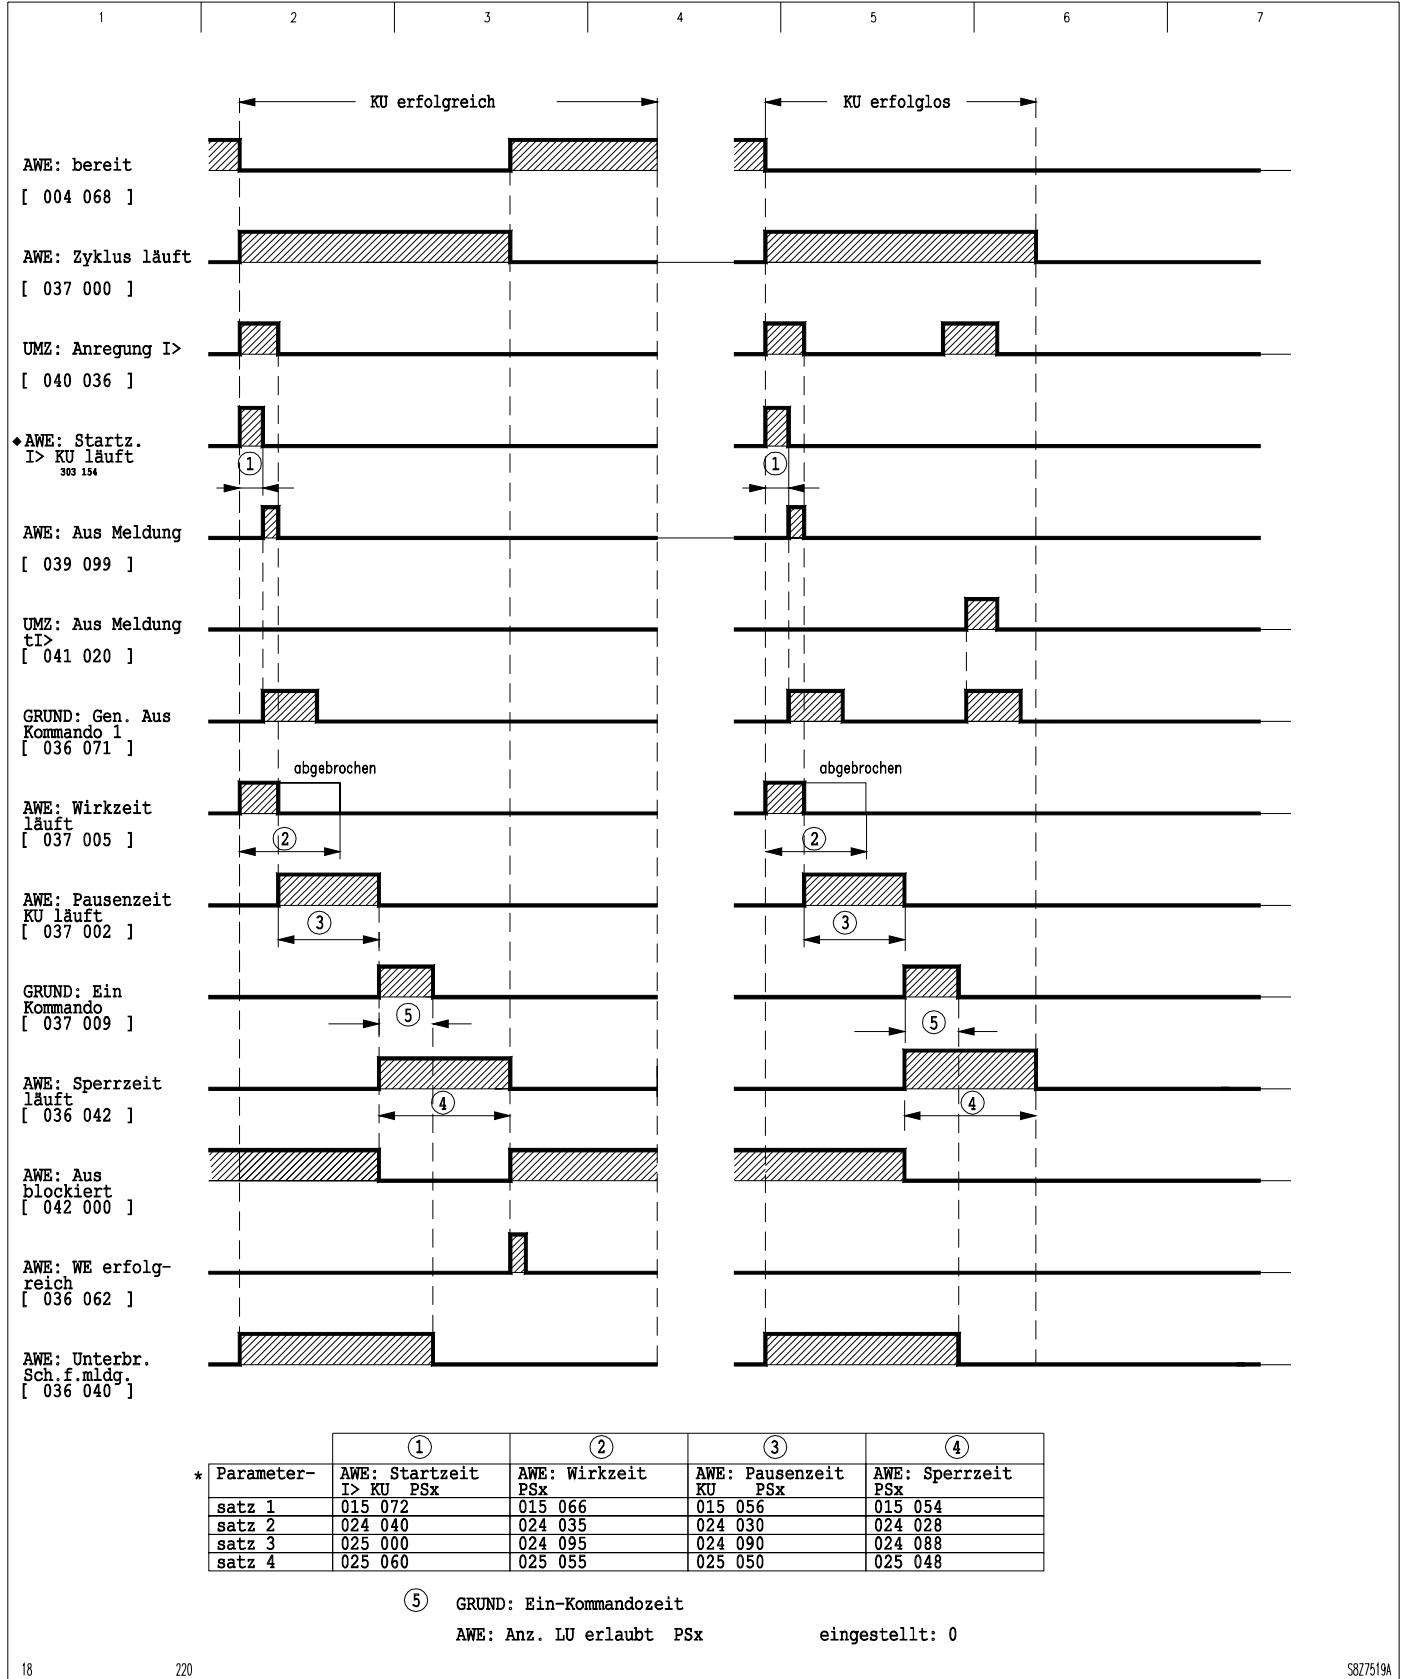 1 2 3 4 5 6 7
KU erfolgreich KU erfolglos
AWE: bereit
[ 004 068 ]
AWE: Zyklus läuft
[ 037 000 ]
UMZ: Anregung I>
[ 040 036 ]
◆AWE: Startz.
I> KU läuft
303 154
1 1
AWE: Aus Meldung
[ 039 099 ]
UMZ: Aus Meldung
tI>
[ 041 020 ]
GRUND: Gen. Aus
Kommando 1
[ 036 071 ]
abgebrochen abgebrochen
AWE: Wirkzeit
läuft
[ 037 005 ]
2 2
AWE: Pausenzeit
KU läuft
[ 037 002 ]
3 3
GRUND: Ein
Kommando
[ 037 009 ]
5 5
AWE: Sperrzeit
läuft
[ 036 042 ]
4 4
AWE: Aus
blockiert
[ 042 000 ]
AWE: WE erfolg-
reich
[ 036 062 ]
AWE: Unterbr.
Sch.f.mldg.
[ 036 040 ]
1 2 3 4
* Parameter- AWE: Startzeit AWE: Wirkzeit AWE: Pausenzeit AWE: Sperrzeit
I> KU PSx PSx KU PSx PSx
satz 1 015 072 015 066 015 056 015 054
satz 2 024 040 024 035 024 030 024 028
satz 3 025 000 024 095 024 090 024 088
satz 4 025 060 025 055 025 050 025 048
5 GRUND: Ein-Kommandozeit
AWE: Anz. LU erlaubt PSx eingestellt: 0
18 220 S8Z7519A